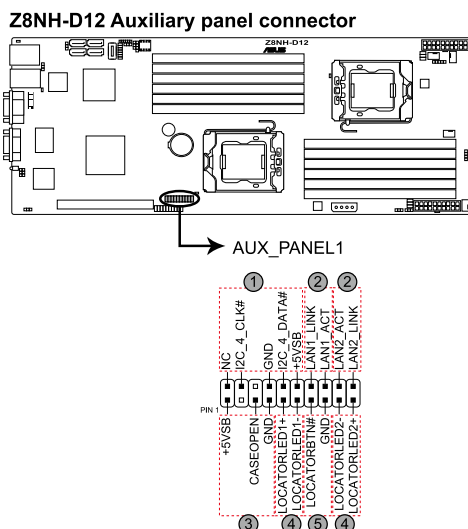 Z8NH-D12 Auxiliary panel connector
Z8NH-D12
ASUS
AUX_PANEL1
1
2
2
NC
I2C_4_CLK#
GND
I2C_4_DATA#
+5VSB
LAN1_LINK
LAN1_ACT
LAN2_ACT
LAN2_LINK
PIN 1
+5VSB
CASEOPEN
GND
LOCATORLED1+
LOCATORLED1-
LOCATORBTN#
GND
LOCATORLED2-
LOCATORLED2+
3
4
5
4